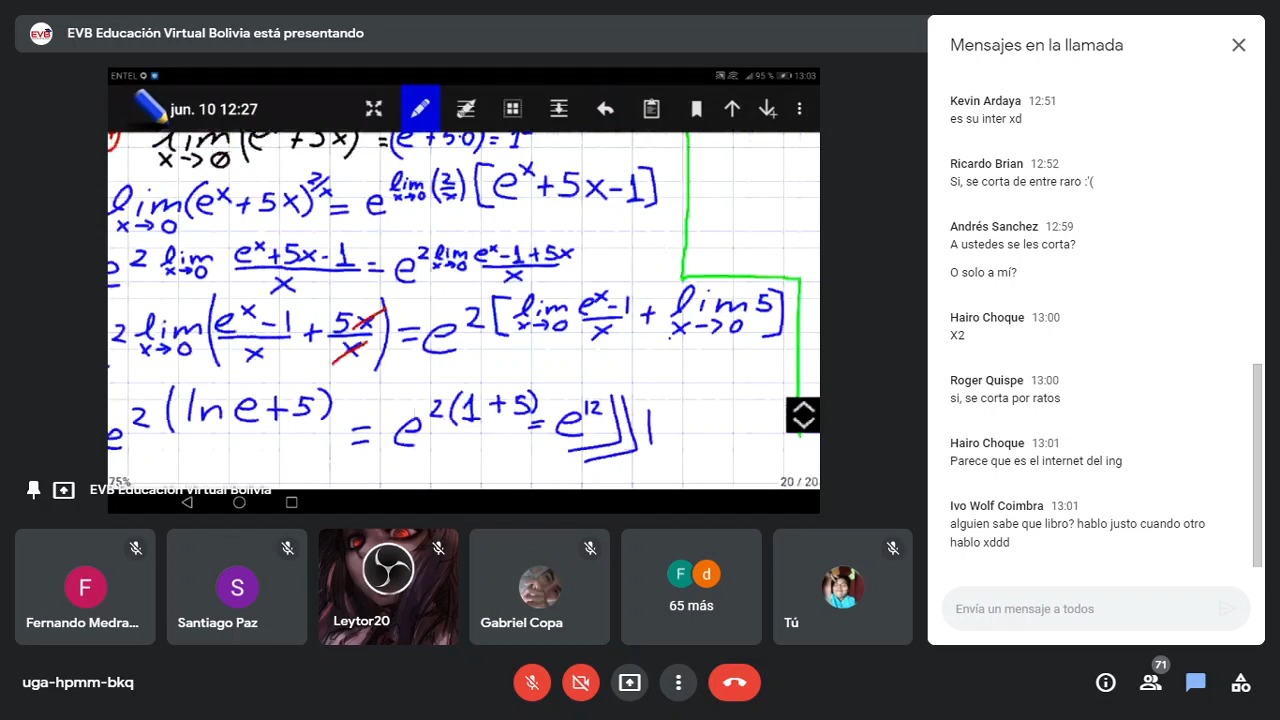 EVB Educación Virtual Bolivia está presentando
ENTEL
95 % 13:03
jun. 10 12:27
lim x→0 (e + 5x) = (e + 5·0) = 1
lim x→0 (e^x + 5x)^(2/x) = e^(lim x→0 (2/x) [e^x + 5x - 1])
e^(2 lim x→0 (e^x + 5x - 1)/x) = e^(2 lim x→0 (e^x - 1 + 5x)/x)
2 lim x→0 ((e^x - 1)/x + 5x/x) = e^(2 [lim x→0 (e^x - 1)/x + lim x→0 5])
e^(2 (ln e + 5)) = e^(2(1 + 5)) = e^12
75%
20 / 20
EVB Educación Virtual Bolivia
F
Fernando Medra...
S
Santiago Paz
Leytor20
Gabriel Copa
F d
65 más
Tú
uga-hpmm-bkq
71
Mensajes en la llamada
Kevin Ardaya 12:51
es su inter xd
Ricardo Brian 12:52
Si, se corta de entre raro :'(
Andrés Sanchez 12:59
A ustedes se les corta?
O solo a mí?
Hairo Choque 13:00
X2
Roger Quispe 13:00
si, se corta por ratos
Hairo Choque 13:01
Parece que es el internet del ing
Ivo Wolf Coimbra 13:01
alguien sabe que libro? hablo justo cuando otro
hablo xddd
Envía un mensaje a todos